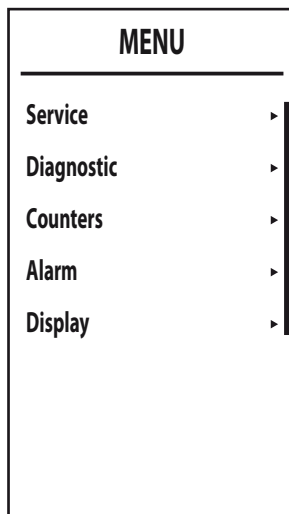 MENU
Service
Diagnostic
Counters
Alarm
Display